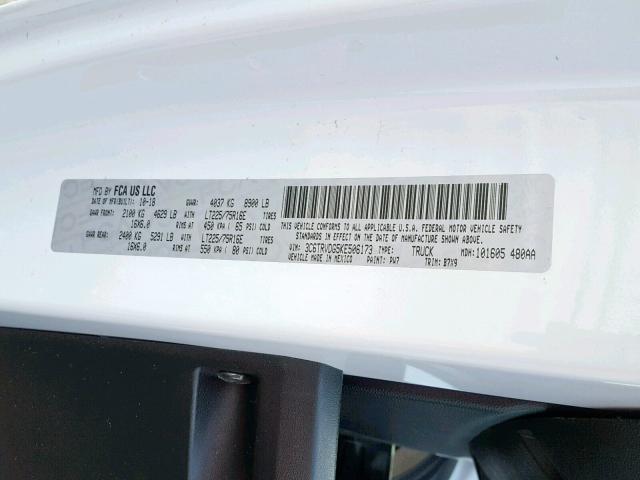 MFD BY FCA US LLC
DATE OF MFR(BUILT): 10-18 GVWR: 4037 KG 8900 LB
GAWR FRONT: 2100 KG 4629 LB LT225/75R16E TIRES
16X6.0 RIMS AT 450 KPA ( 65 PSI) COLD
GAWR REAR: 2400 KG 5291 LB LT225/75R16E TIRES
16X6.0 RIMS AT 550 KPA ( 80 PSI) COLD
THIS VEHICLE CONFORMS TO ALL APPLICABLE U.S.A. FEDERAL MOTOR VEHICLE SAFETY
STANDARDS IN EFFECT ON THE DATE OF MANUFACTURE SHOWN ABOVE.
VIN: 3C6TRVDG5KE506173 TYPE: TRUCK MDH: 101605 480AA
VEHICLE MADE IN MEXICO PAINT: PW7 TRIM: B7X9